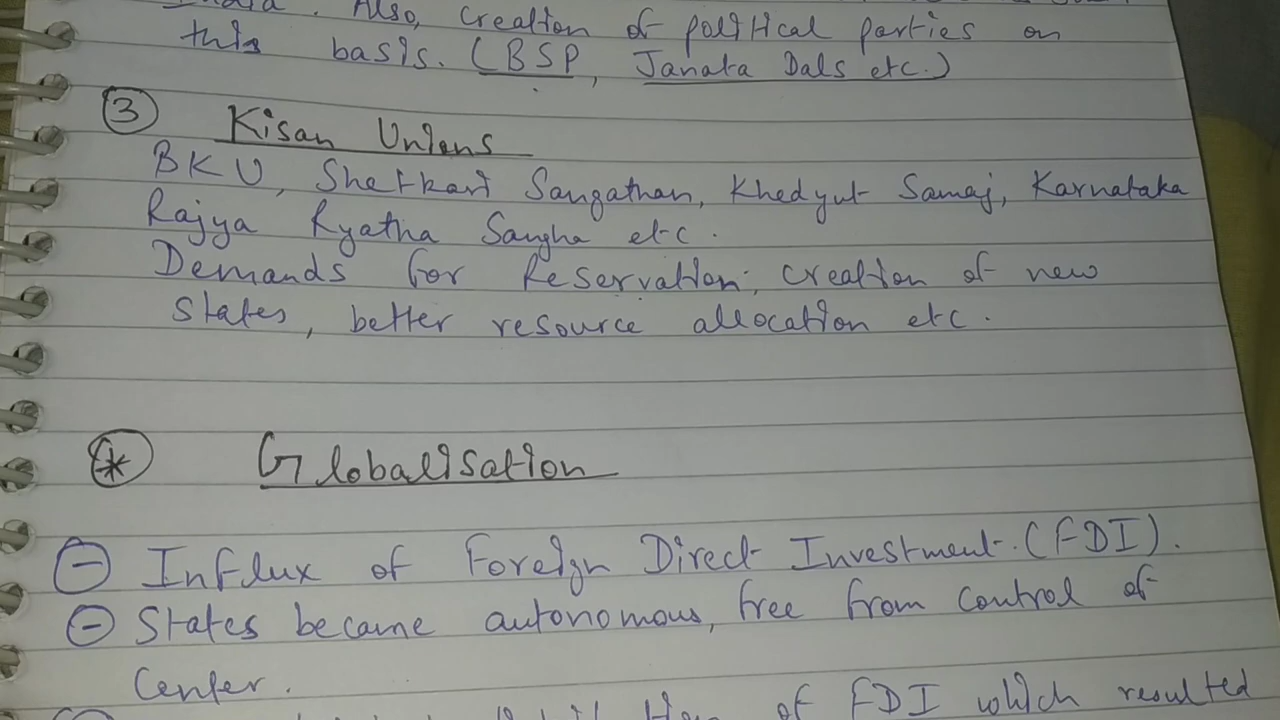 Also, creation of political parties on
this basis. (BSP, Janata Dals etc.)
③ Kisan Unions
BKU, Shetkari Sangathan, Khedyut Samaj, Karnataka
Rajya Ryatha Sangha etc.
Demands for Reservation, creation of new
states, better resource allocation etc.
* Globalisation
- Influx of Foreign Direct Investment. (FDI).
- States became autonomous, free from control of
Center.
of FDI which resulted